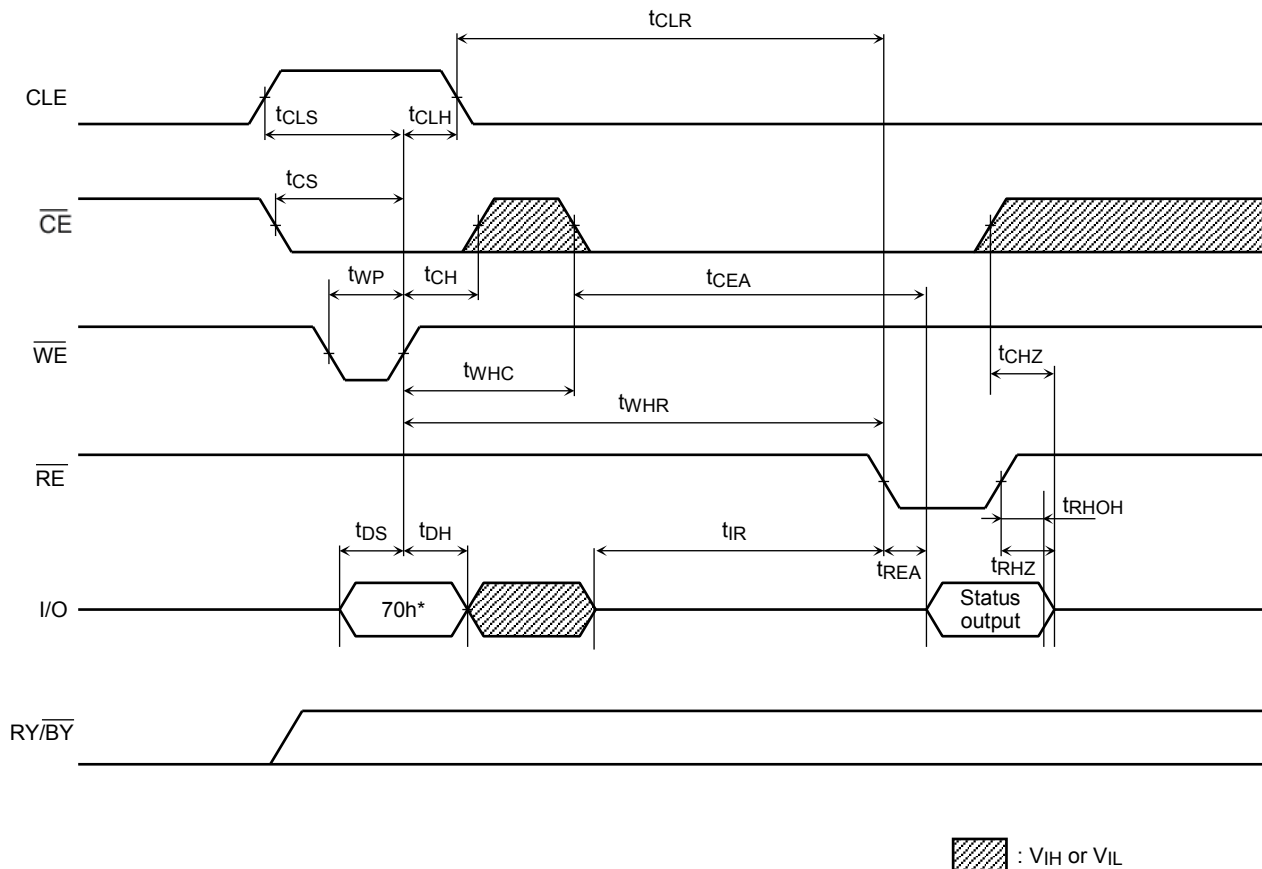 tCLR
CLE
tCLS
tCLH
tCS
CE
tWP
tCH
tCEA
WE
tCHZ
tWHC
tWHR
RE
tRHOH
tDS
tDH
tIR
tREA
tRHZ
I/O
70h*
Status
output
RY/BY
: VIH or VIL